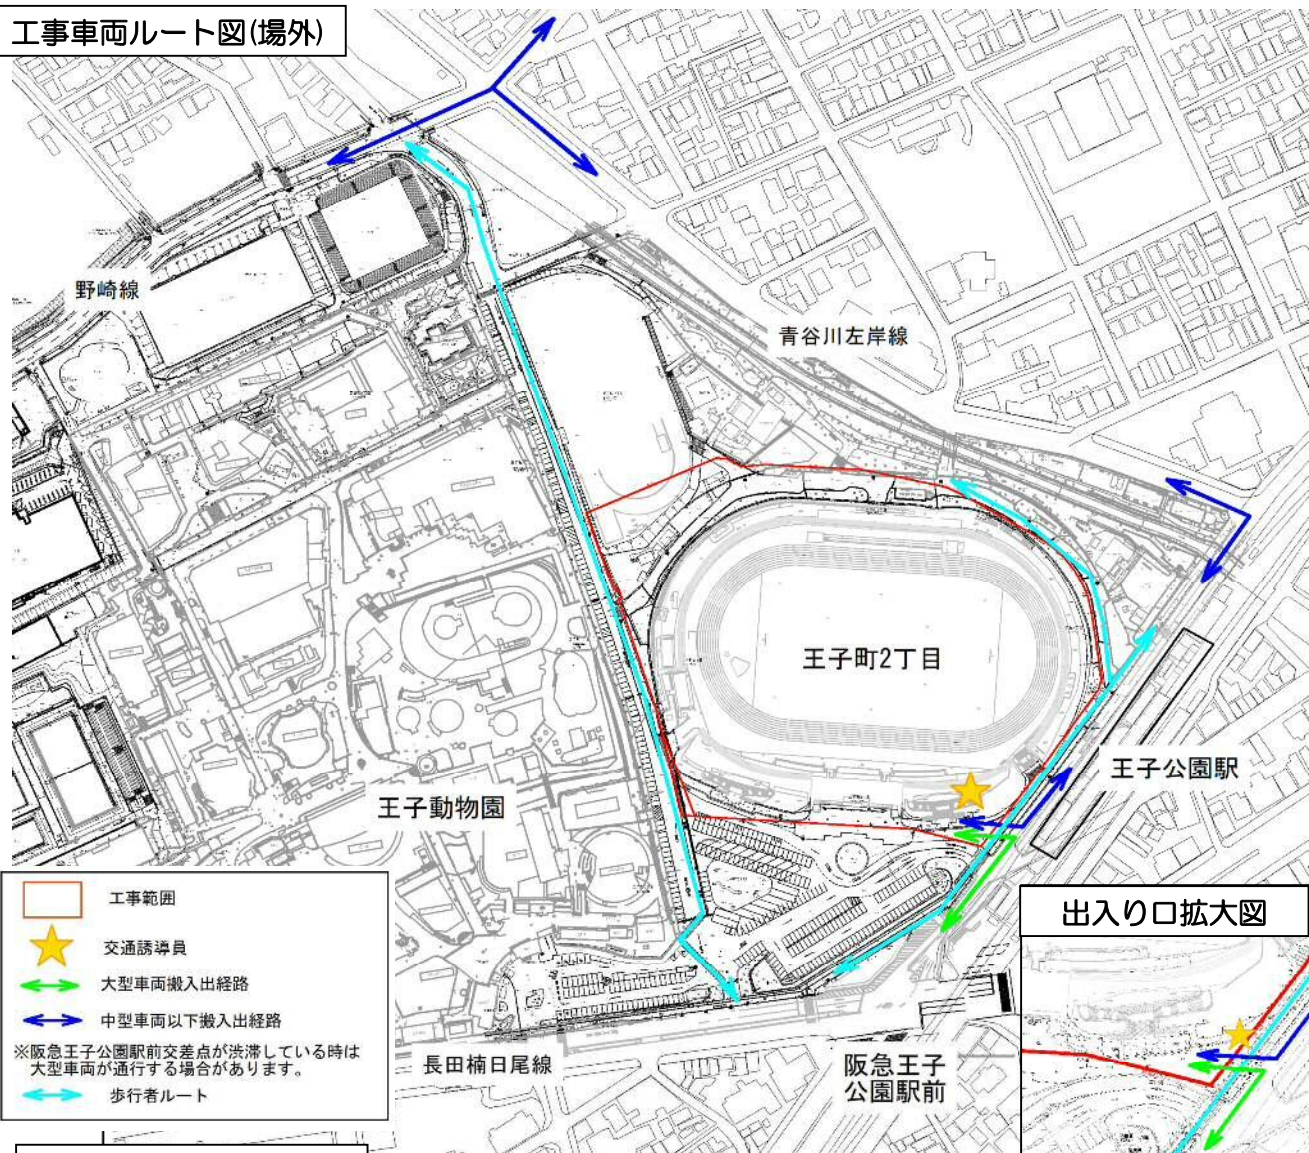 工事車両ルート図(場外)
野崎線
青谷川左岸線
王子町2丁目
王子公園駅
王子動物園
工事範囲
交通誘導員
大型車両搬入出経路
中型車両以下搬入出経路
※阪急王子公園駅前交差点が渋滞している時は
大型車両が通行する場合があります。
歩行者ルート
長田楠日尾線
阪急王子
公園駅前
出入り口拡大図